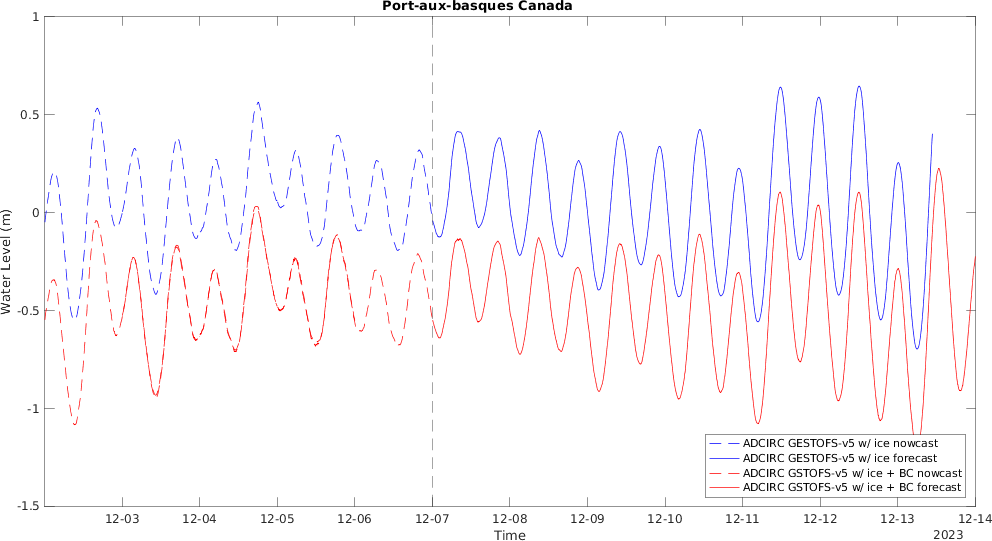 Port-aux-basques Canada
1
0.5
0
-0.5
-1
-1.5
Water Level (m)
ADCIRC GESTOFS-v5 w/ ice nowcast
ADCIRC GESTOFS-v5 w/ ice forecast
ADCIRC GSTOFS-v5 w/ ice + BC nowcast
ADCIRC GSTOFS-v5 w/ ice + BC forecast
12-03 12-04 12-05 12-06 12-07 12-08 12-09 12-10 12-11 12-12 12-13 12-14
Time
2023